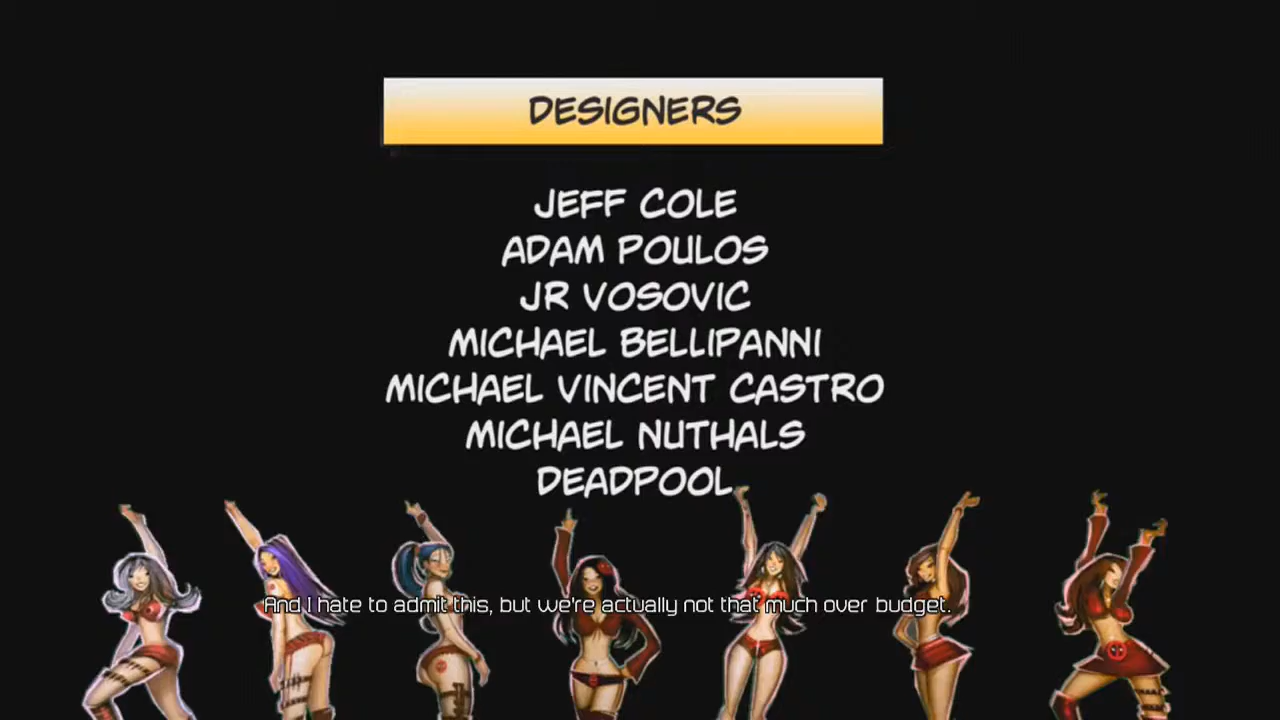 DESIGNERS
JEFF COLE
ADAM POULOS
JR VOSOVIC
MICHAEL BELLIPANNI
MICHAEL VINCENT CASTRO
MICHAEL NUTHALS
DEADPOOL
And I hate to admit this, but we're actually not that much over budget.